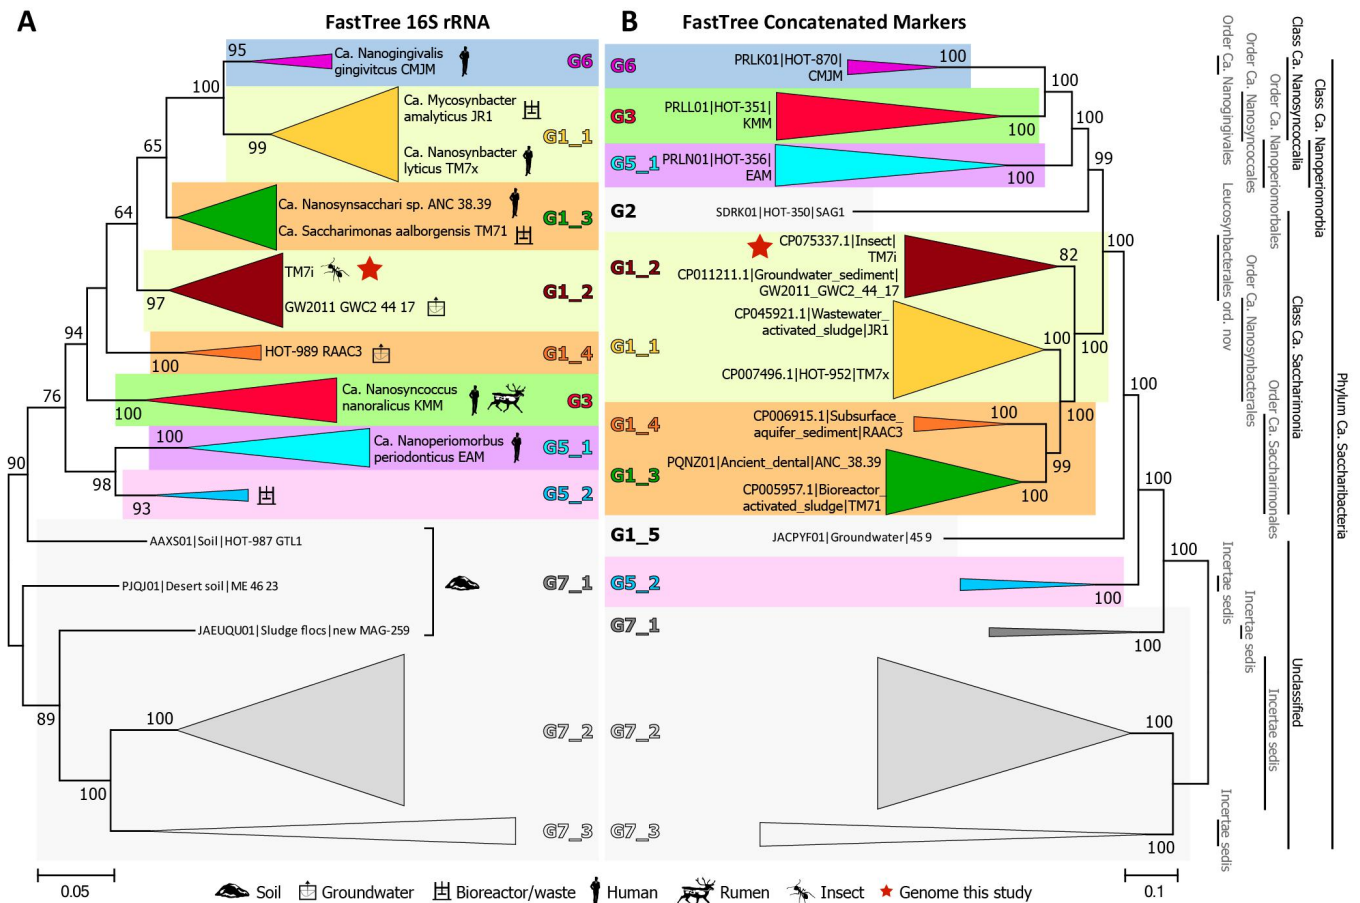 A
FastTree 16S rRNA
95
Ca. Nanogingivalis
gingivitcus CMJM
G6
100
Ca. Mycosynbacter
amalyticus JR1
G1_1
99
Ca. Nanosynbacter
lyticus TM7x
65
Ca. Nanosynsacchari sp. ANC 38.39
G1_3
Ca. Saccharimonas aalborgensis TM71
64
TM7i
G1_2
97
GW2011 GWC2 44 17
94
HOT-989 RAAC3
G1_4
100
76
Ca. Nanosyncoccus
nanoralicus KMM
G3
100
100
Ca. Nanoperiomorbus
periodonticus EAM
G5_1
90
98
G5_2
93
AAXS01|Soil|HOT-987 GTL1
PJQJ01|Desert soil|ME 46 23
G7_1
JAEUQU01|Sludge flocs|new MAG-259
89
100
G7_2
100
G7_3
0.05
B
FastTree Concatenated Markers
G6
PRLK01|HOT-870|
CMJM
100
100
G3
PRLL01|HOT-351|
KMM
100
100
G5_1
PRLN01|HOT-356|
EAM
100
99
G2
SDRK01|HOT-350|SAG1
100
G1_2
CP075337.1|Insect|
TM7i
82
CP011211.1|Groundwater_sediment|
GW2011_GWC2_44_17
G1_1
CP045921.1|Wastewater_
activated_sludge|JR1
100
100
CP007496.1|HOT-952|TM7x
100
G1_4
CP006915.1|Subsurface_
aquifer_sediment|RAAC3
100
100
G1_3
PQNZ01|Ancient_dental|ANC_38.39
99
CP005957.1|Bioreactor_
activated_sludge|TM71
100
100
G1_5
JACPYF01|Groundwater|45 9
100
G5_2
100
G7_1
100
G7_2
100
G7_3
100
0.1
Order Ca. Nanogingivales
Order Ca. Nanosyncoccales
Order Ca. Nanoperiomorbales
Class Ca. Nanosyncoccalia
Class Ca. Nanoperiomorbia
Leucosynbacterales ord. nov
Order Ca. Nanosynbacterales
Order Ca. Saccharimonales
Class Ca. Saccharimonia
Phylum Ca. Saccharibacteria
Incertae sedis
Incertae sedis
Incertae sedis
Incertae sedis
Unclassified
Soil
Groundwater
Bioreactor/waste
Human
Rumen
Insect
Genome this study